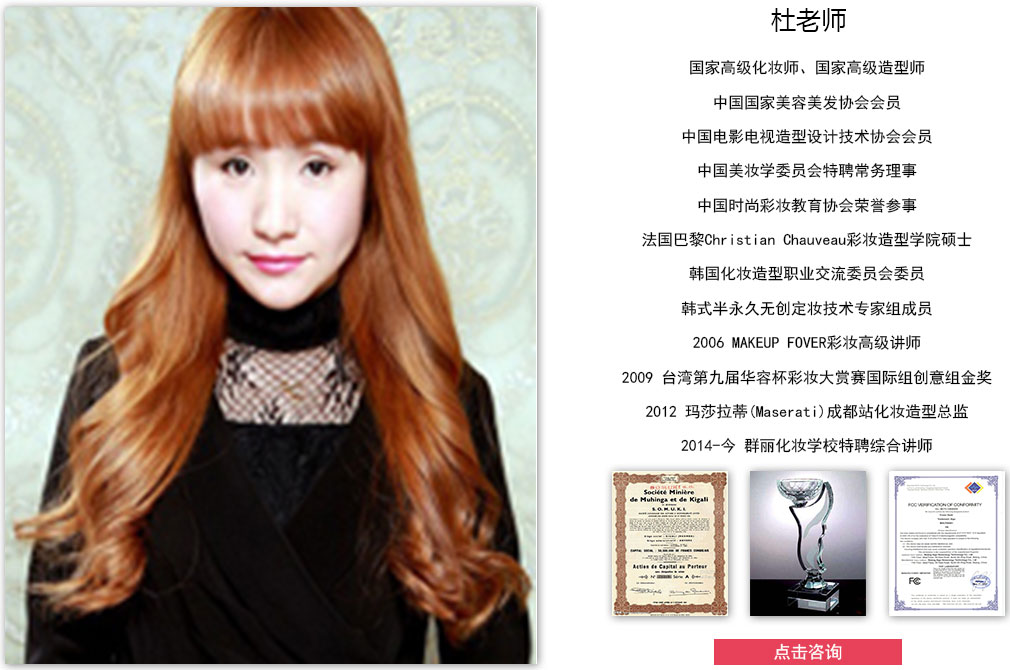 杜老师
国家高级化妆师、国家高级造型师
中国国家美容美发协会会员
中国电影电视造型设计技术协会会员
中国美妆学委员会特聘常务理事
中国时尚彩妆教育协会荣誉参事
法国巴黎Christian Chauveau彩妆造型学院硕士
韩国化妆造型职业交流委员会委员
韩式半永久无创定妆技术专家组成员
2006 MAKEUP FOVER彩妆高级讲师
2009 台湾第九届华容杯彩妆大赏赛国际组创意组金奖
2012 玛莎拉蒂(Maserati)成都站化妆造型总监
2014-今 群丽化妆学校特聘综合讲师
Société Minière
de Muhinga et de Kigali
S.O.M.U.K.I.
Action de Capital au Porteur
Série A
FCC VERIFICATION OF CONFORMITY
FCC
点击咨询